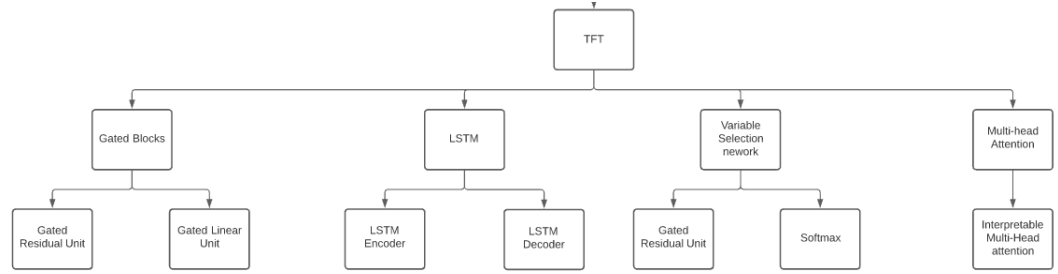 TFT
Gated Blocks
LSTM
Variable
Selection
nework
Multi-head
Attention
Gated
Residual Unit
Gated Linear
Unit
LSTM
Encoder
LSTM
Decoder
Gated
Residual Unit
Softmax
Interpretable
Multi-Head
attention